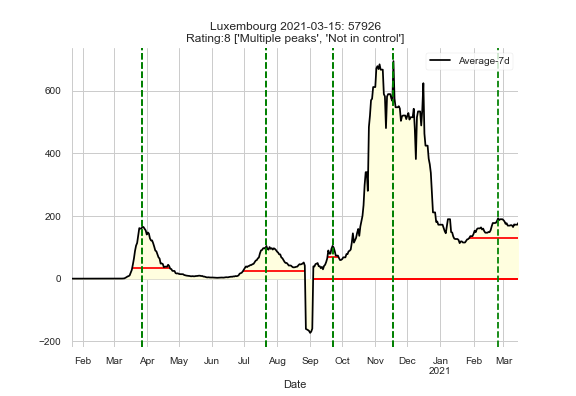 Luxembourg 2021-03-15: 57926
Rating:8 ['Multiple peaks', 'Not in control']
Average-7d
600
400
200
0
−200
Feb Mar Apr May Jun Jul Aug Sep Oct Nov Dec Jan Feb Mar
2021
Date